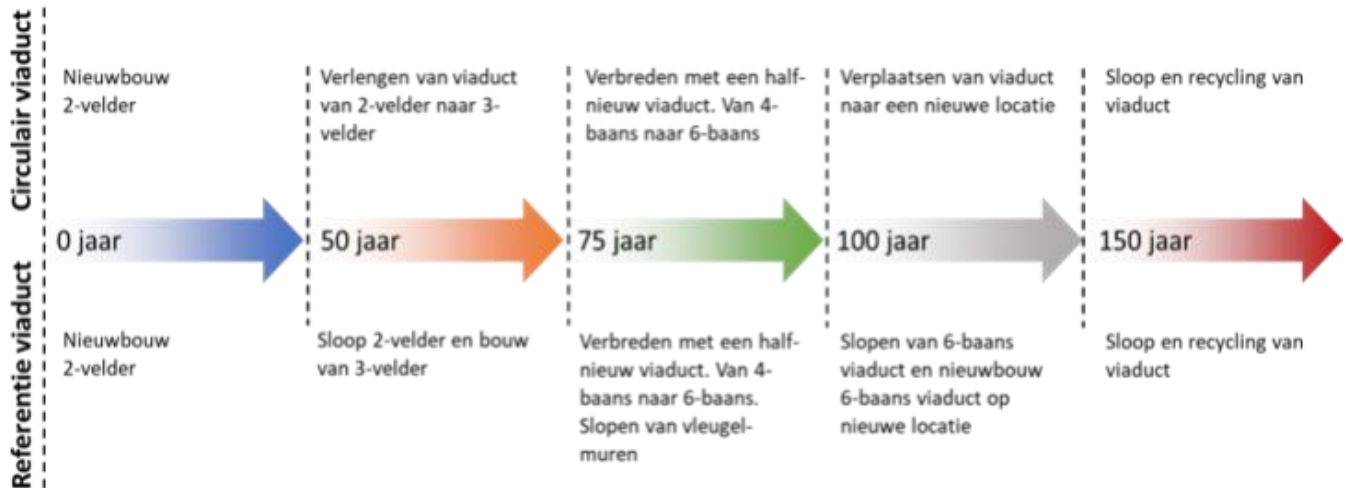 Circulair viaduct
Nieuwbouw
2-velder
Verlengen van viaduct
van 2-velder naar 3-
velder
Verbreden met een half-
nieuw viaduct. Van 4-
baans naar 6-baans
Verplaatsen van viaduct
naar een nieuwe locatie
Sloop en recycling van
viaduct
0 jaar
50 jaar
75 jaar
100 jaar
150 jaar
Referentie viaduct
Nieuwbouw
2-velder
Sloop 2-velder en bouw
van 3-velder
Verbreden met een half-
nieuw viaduct. Van 4-
baans naar 6-baans.
Slopen van vleugel-
muren
Slopen van 6-baans
viaduct en nieuwbouw
6-baans viaduct op
nieuwe locatie
Sloop en recycling van
viaduct